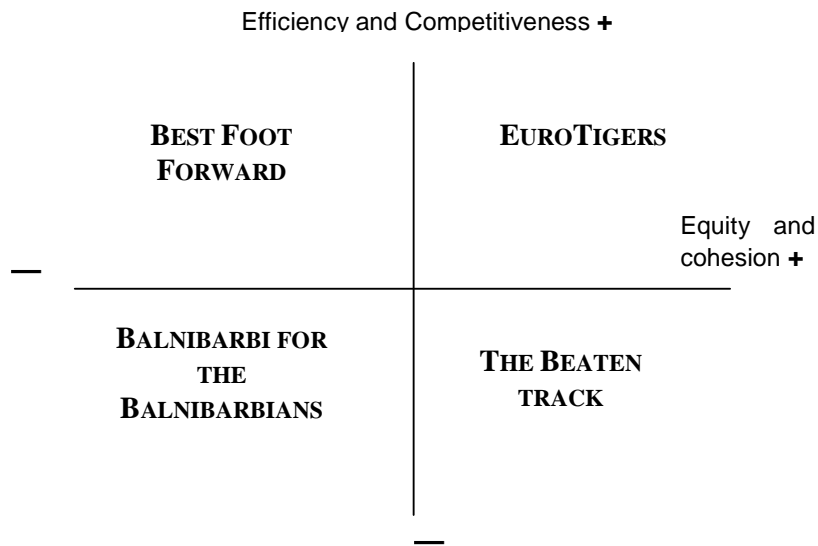 Efficiency and Competitiveness +
BEST FOOT
FORWARD
EUROTIGERS
Equity and
cohesion +
—
BALNIBARBI FOR
THE
BALNIBARBIANS
THE BEATEN
TRACK
—